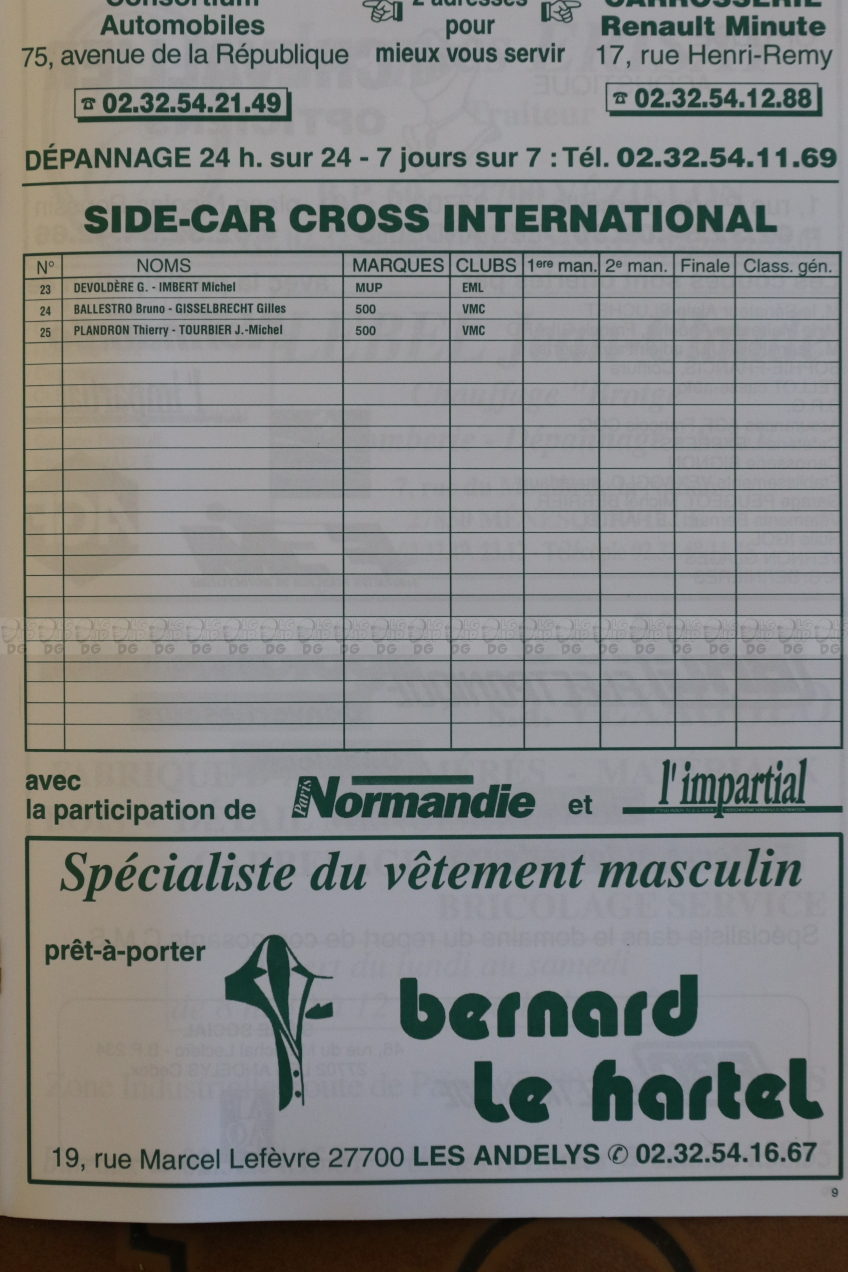 Consortium
Automobiles
75, avenue de la République
☎ 02.32.54.21.49
2 adresses
pour
mieux vous servir
CARROSSERIE
Renault Minute
17, rue Henri-Remy
☎ 02.32.54.12.88
DÉPANNAGE 24 h. sur 24 - 7 jours sur 7 : Tél. 02.32.54.11.69
SIDE-CAR CROSS INTERNATIONAL
N° NOMS MARQUES CLUBS 1ere man. 2e man. Finale Class. gén.
23 DEVOLDÈRE G. - IMBERT Michel MUP EML
24 BALLESTRO Bruno - GISSELBRECHT Gilles 500 VMC
25 PLANDRON Thierry - TOURBIER J.-Michel 500 VMC
avec
la participation de Paris Normandie et l'impartial
Spécialiste du vêtement masculin
prêt-à-porter
bernard
Le hartel
19, rue Marcel Lefèvre 27700 LES ANDELYS ✆ 02.32.54.16.67
9